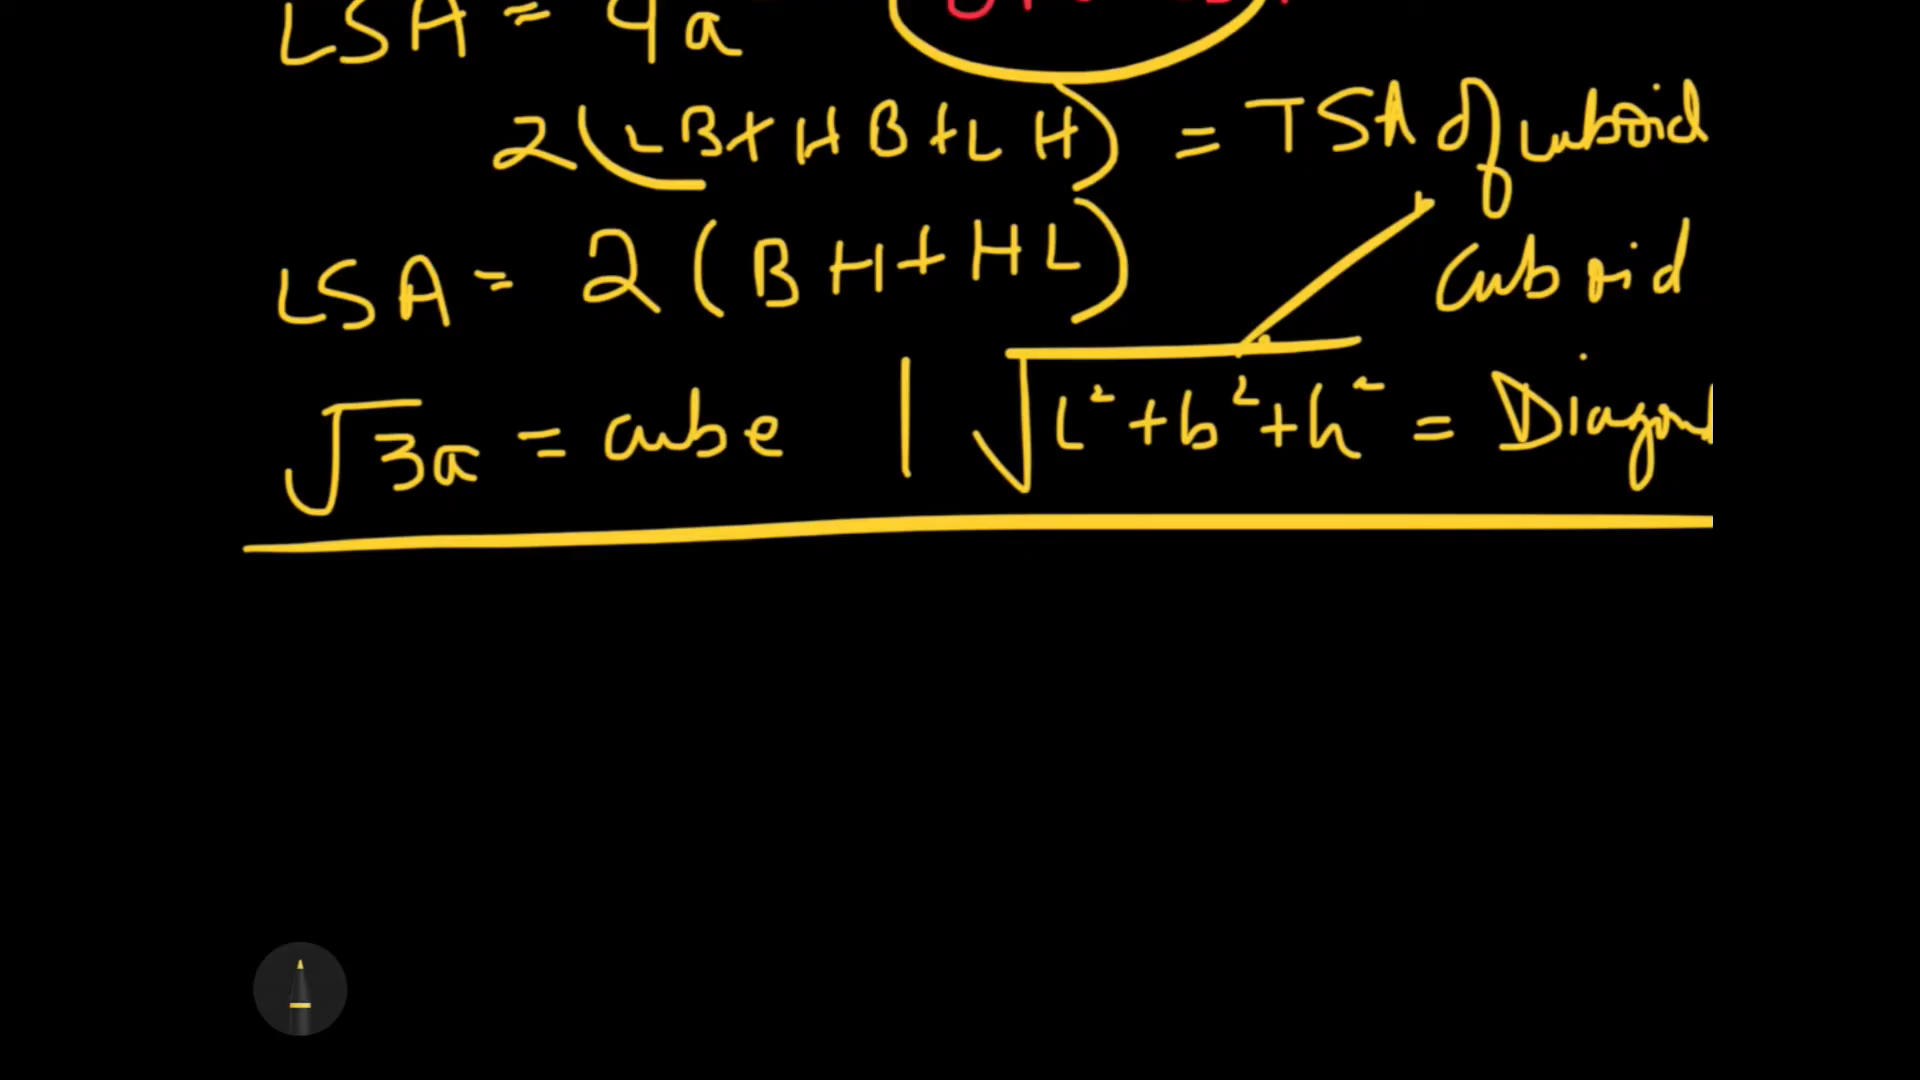 LSA = 4a
2(LB+HB+LH) = TSA of cuboid
LSA = 2(BH+HL) cuboid
√3a = cube | √l²+b²+h² = Diagon